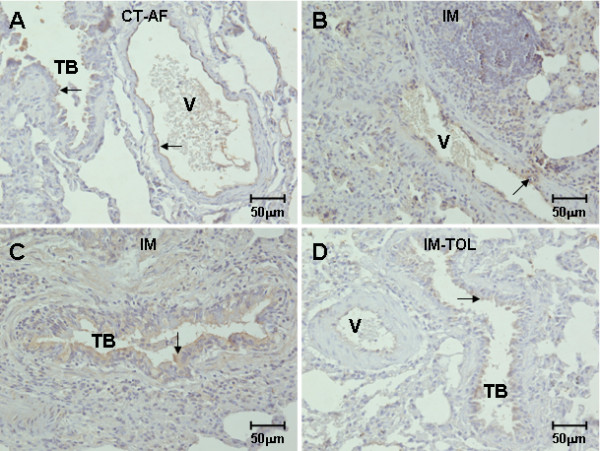 A CT-AF
TB
V
50µm
B IM
V
50µm
C IM
TB
50µm
D IM-TOL
V
TB
50µm